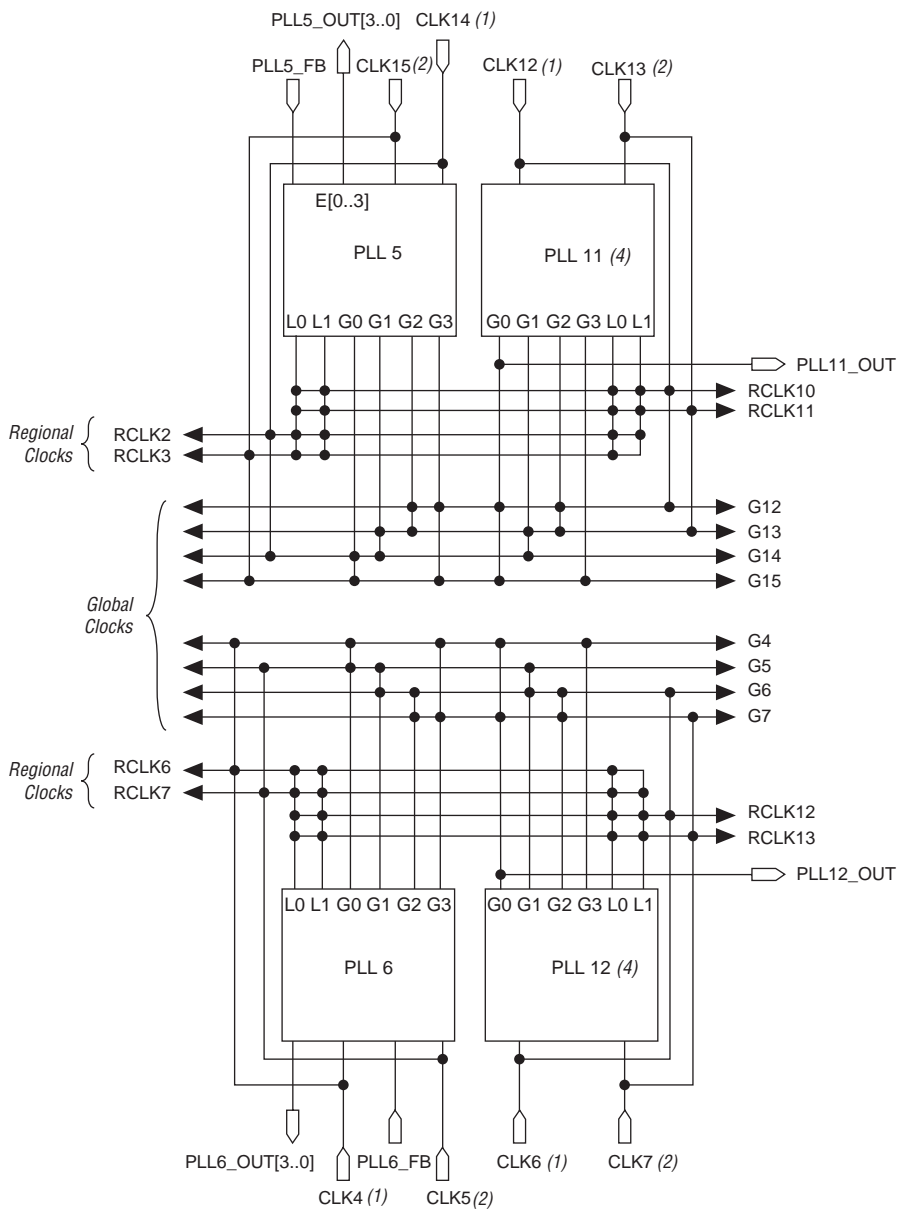 PLL5_OUT[3..0] CLK14 (1)
PLL5_FB CLK15 (2) CLK12 (1) CLK13 (2)
E[0..3]
PLL 5 PLL 11 (4)
L0 L1 G0 G1 G2 G3 G0 G1 G2 G3 L0 L1
PLL11_OUT
RCLK10
RCLK11
Regional
Clocks
RCLK2
RCLK3
G12
G13
G14
G15
Global
Clocks
G4
G5
G6
G7
Regional
Clocks
RCLK6
RCLK7
RCLK12
RCLK13
PLL12_OUT
L0 L1 G0 G1 G2 G3 G0 G1 G2 G3 L0 L1
PLL 6 PLL 12 (4)
PLL6_OUT[3..0] PLL6_FB CLK6 (1) CLK7 (2)
CLK4 (1) CLK5 (2)